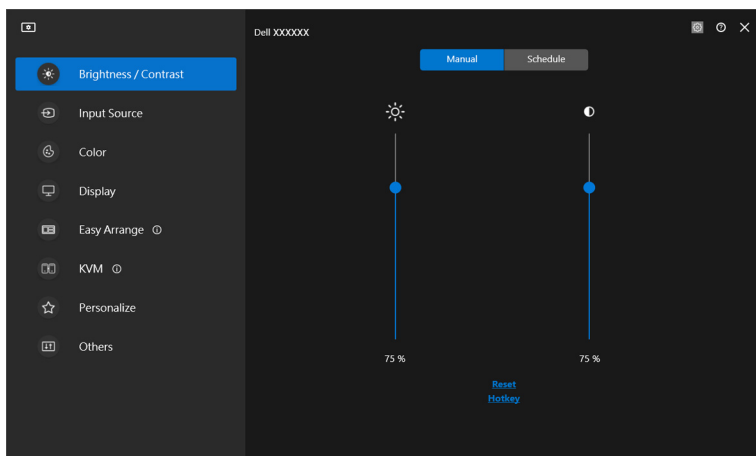 Dell XXXXXX
Manual
Schedule
Brightness / Contrast
Input Source
Color
Display
Easy Arrange
KVM
Personalize
Others
75 %
75 %
Reset
Hotkey